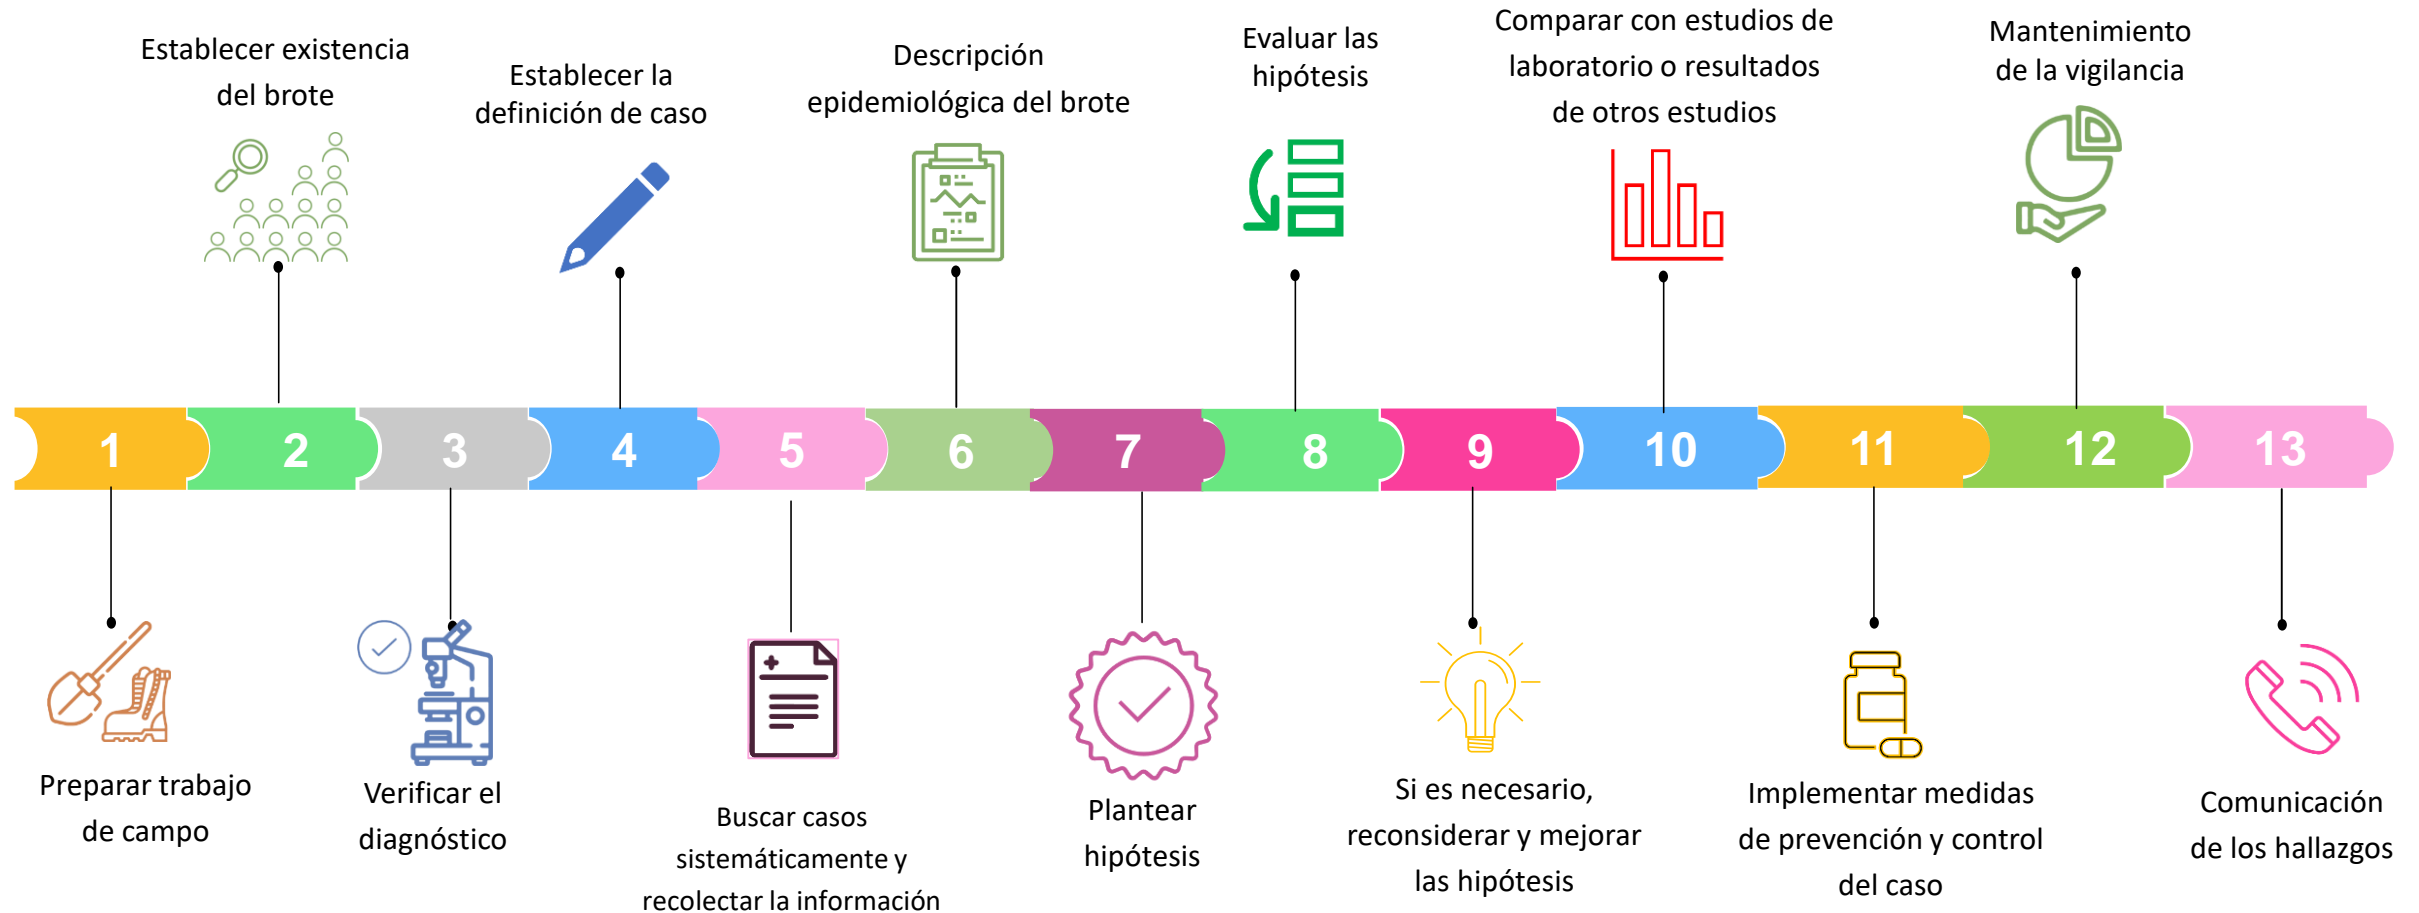 Establecer existencia
del brote
Establecer la
definición de caso
Descripción
epidemiológica del brote
Evaluar las
hipótesis
Comparar con estudios de
laboratorio o resultados
de otros estudios
Mantenimiento
de la vigilancia
1
2
3
4
5
6
7
8
9
10
11
12
13
Preparar trabajo
de campo
Verificar el
diagnóstico
Buscar casos
sistemáticamente y
recolectar la información
Plantear
hipótesis
Si es necesario,
reconsiderar y mejorar
las hipótesis
Implementar medidas
de prevención y control
del caso
Comunicación
de los hallazgos